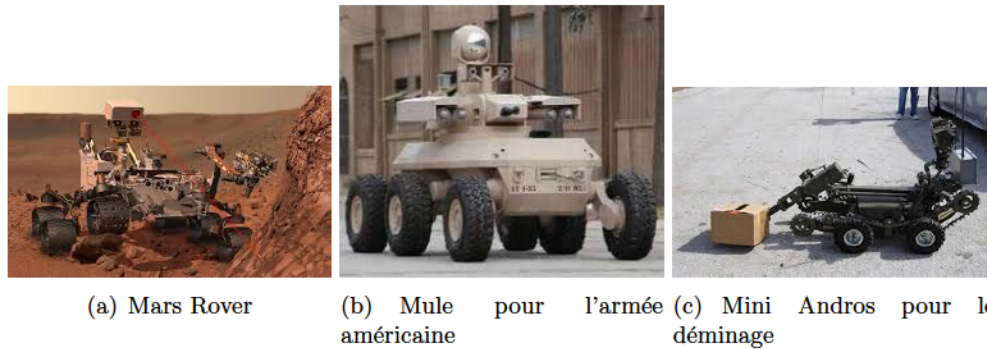 (a) Mars Rover
(b) Mule pour l'armée
américaine
(c) Mini Andros pour le
déminage